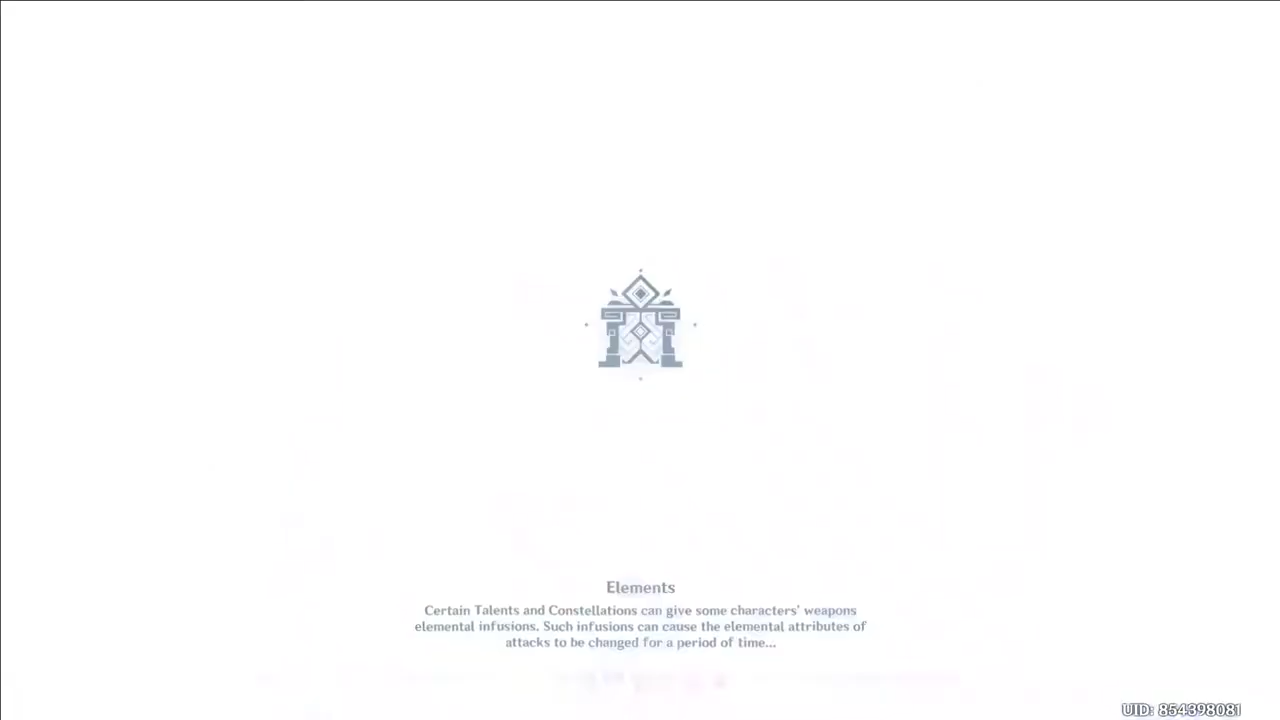 Elements
Certain Talents and Constellations can give some characters' weapons
elemental infusions. Such infusions can cause the elemental attributes of
attacks to be changed for a period of time...
UID: 854398081